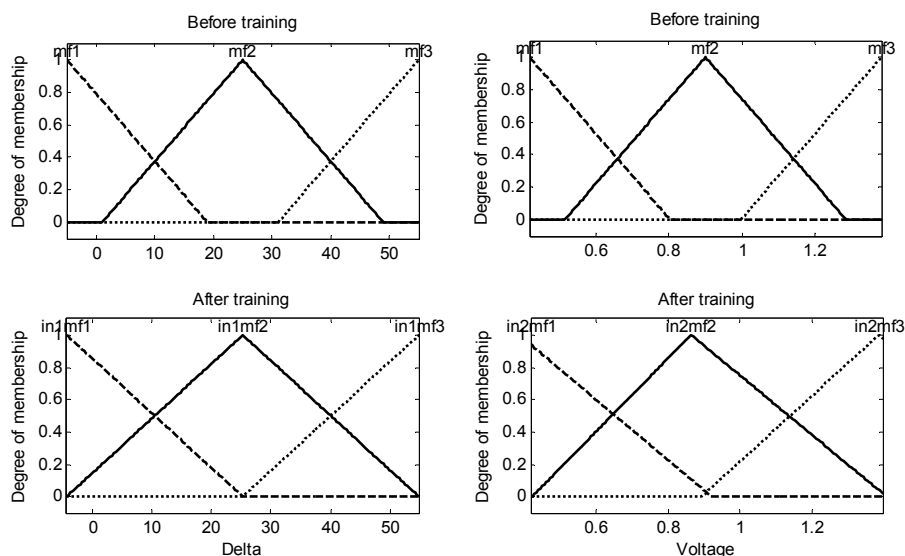 Before training
mf1 mf2 mf3
Degree of membership
1
0.8
0.6
0.4
0.2
0
0 10 20 30 40 50
Before training
mf1 mf2 mf3
Degree of membership
1
0.8
0.6
0.4
0.2
0
0.6 0.8 1 1.2
After training
in1mf1 in1mf2 in1mf3
Degree of membership
1
0.8
0.6
0.4
0.2
0
0 10 20 30 40 50
Delta
After training
in2mf1 in2mf2 in2mf3
Degree of membership
1
0.8
0.6
0.4
0.2
0
0.6 0.8 1 1.2
Voltage